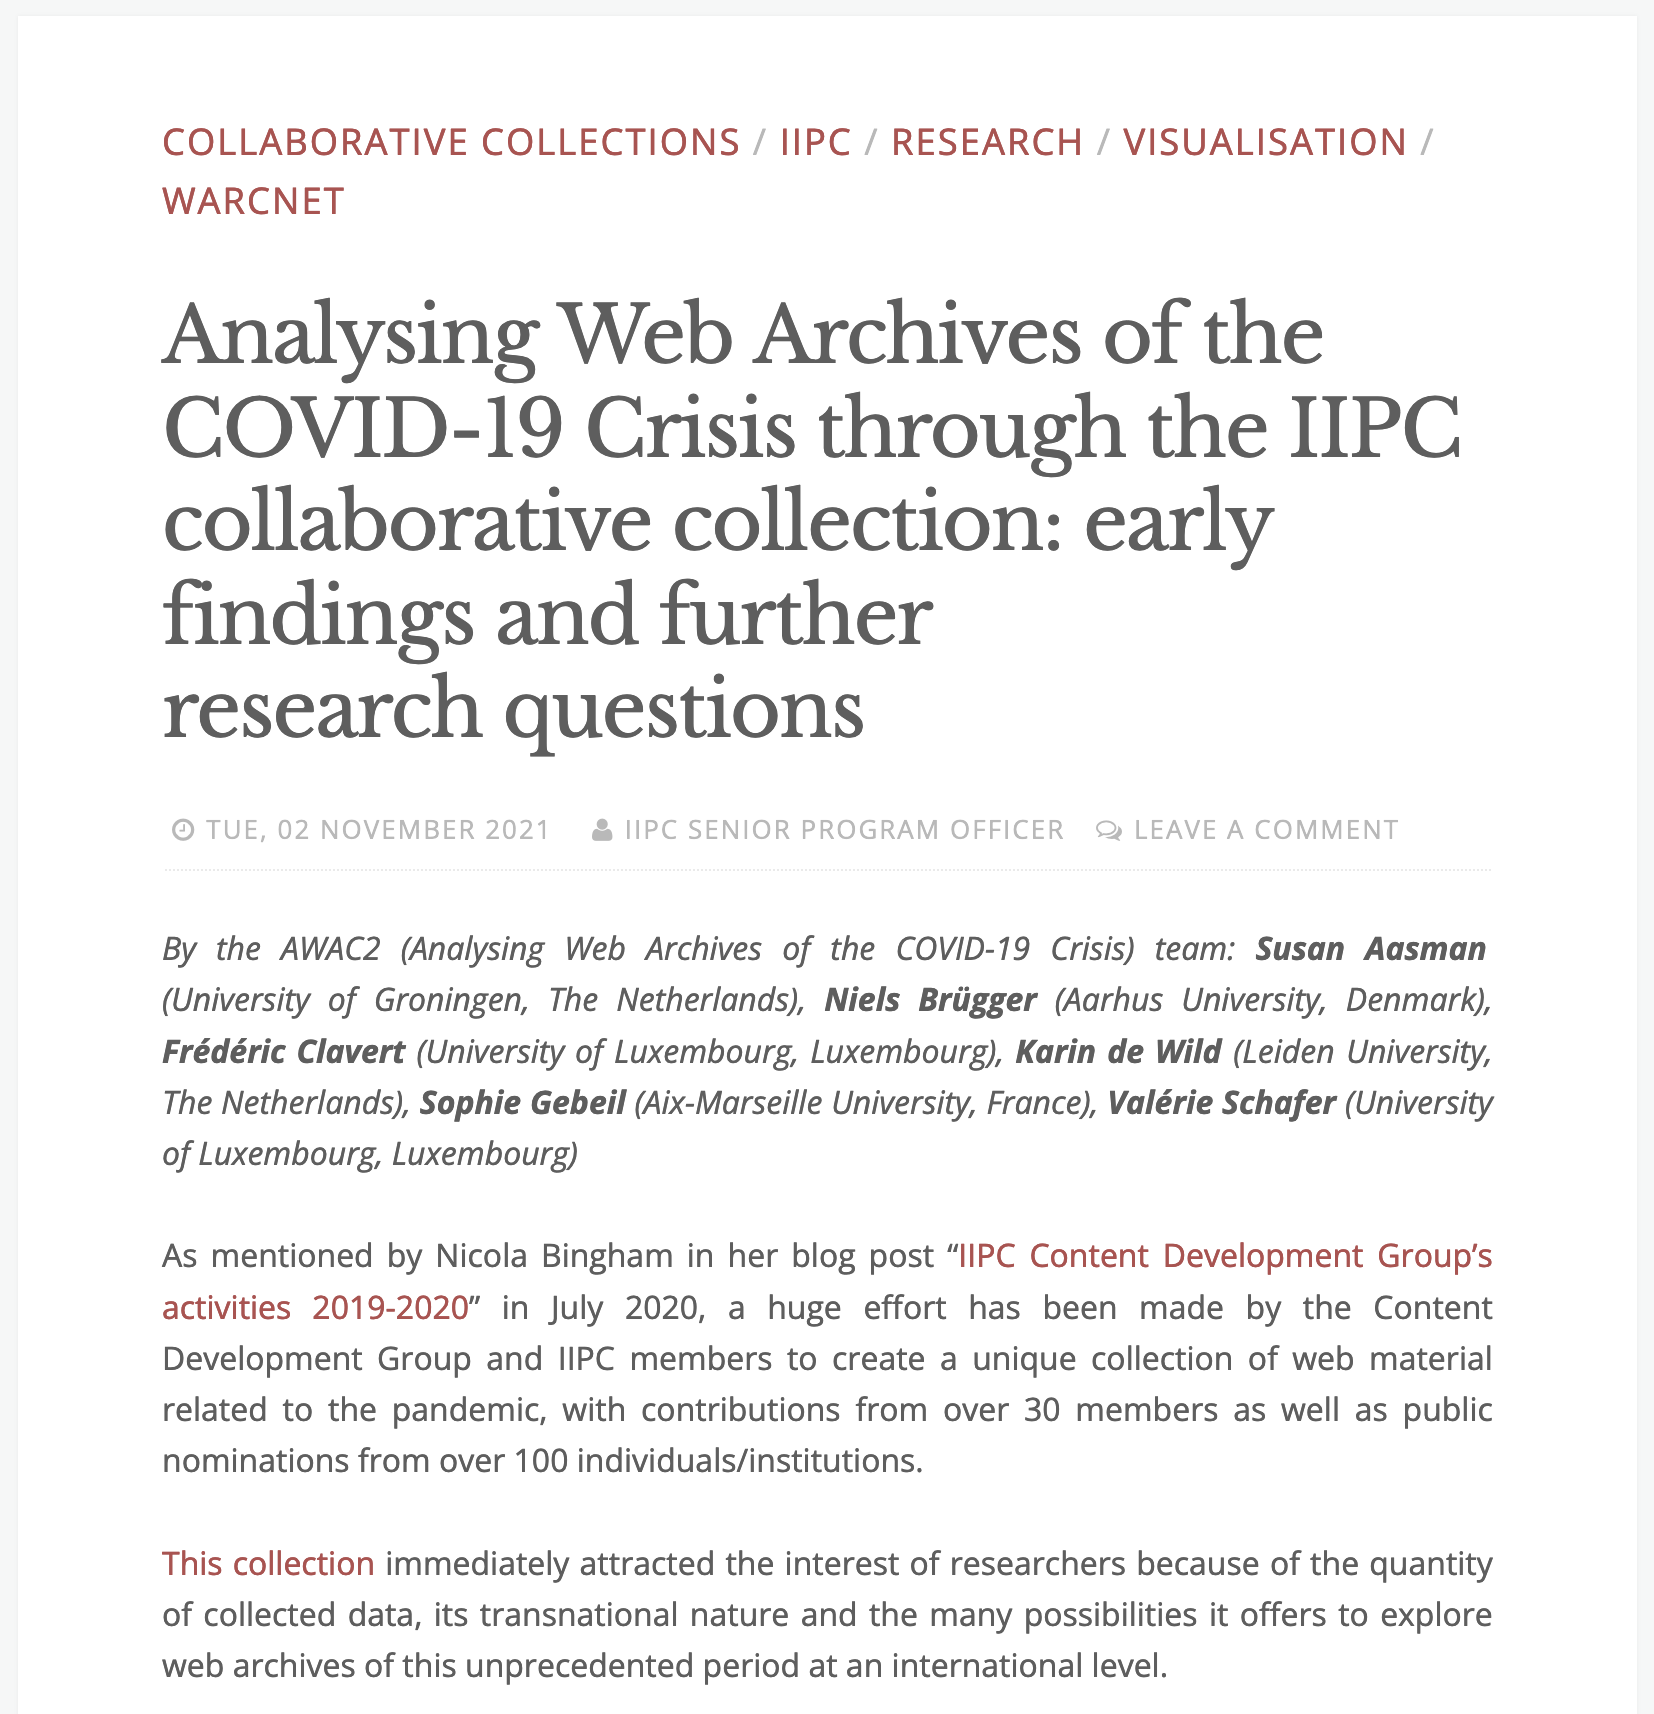 COLLABORATIVE COLLECTIONS / IIPC / RESEARCH / VISUALISATION /
WARCNET
Analysing Web Archives of the
COVID-19 Crisis through the IIPC
collaborative collection: early
findings and further
research questions
TUE, 02 NOVEMBER 2021 IIPC SENIOR PROGRAM OFFICER LEAVE A COMMENT
By the AWAC2 (Analysing Web Archives of the COVID-19 Crisis) team: Susan Aasman
(University of Groningen, The Netherlands), Niels Brügger (Aarhus University, Denmark),
Frédéric Clavert (University of Luxembourg, Luxembourg), Karin de Wild (Leiden University,
The Netherlands), Sophie Gebeil (Aix-Marseille University, France), Valérie Schafer (University
of Luxembourg, Luxembourg)
As mentioned by Nicola Bingham in her blog post “IIPC Content Development Group’s
activities 2019-2020” in July 2020, a huge effort has been made by the Content
Development Group and IIPC members to create a unique collection of web material
related to the pandemic, with contributions from over 30 members as well as public
nominations from over 100 individuals/institutions.
This collection immediately attracted the interest of researchers because of the quantity
of collected data, its transnational nature and the many possibilities it offers to explore
web archives of this unprecedented period at an international level.